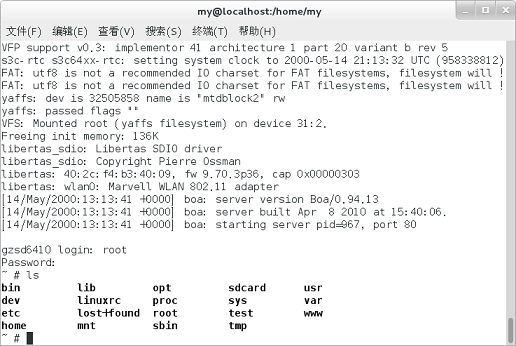 my@localhost:/home/my
文件(F) 编辑(E) 查看(V) 搜索(S) 终端(T) 帮助(H)
VFP support v0.3: implementor 41 architecture 1 part 20 variant b rev 5
s3c-rtc s3c64xx-rtc: setting system clock to 2000-05-14 21:13:32 UTC (958338812)
FAT: utf8 is not a recommended IO charset for FAT filesystems, filesystem will !
FAT: utf8 is not a recommended IO charset for FAT filesystems, filesystem will !
yaffs: dev is 32505858 name is "mtdblock2" rw
yaffs: passed flags ""
VFS: Mounted root (yaffs filesystem) on device 31:2.
Freeing init memory: 136K
libertas_sdio: Libertas SDIO driver
libertas_sdio: Copyright Pierre Ossman
libertas: 40:2c:f4:b3:40:09, fw 9.70.3p36, cap 0x00000303
libertas: wlan0: Marvell WLAN 802.11 adapter
[14/May/2000:13:13:41 +0000] boa: server version Boa/0.94.13
[14/May/2000:13:13:41 +0000] boa: server built Apr  8 2010 at 15:40:06.
[14/May/2000:13:13:41 +0000] boa: starting server pid=967, port 80
gzsd6410 login: root
Password:
~ # ls
bin lib opt sdcard usr
dev linuxrc proc sys var
etc lost+found root test www
home mnt sbin tmp
~ #